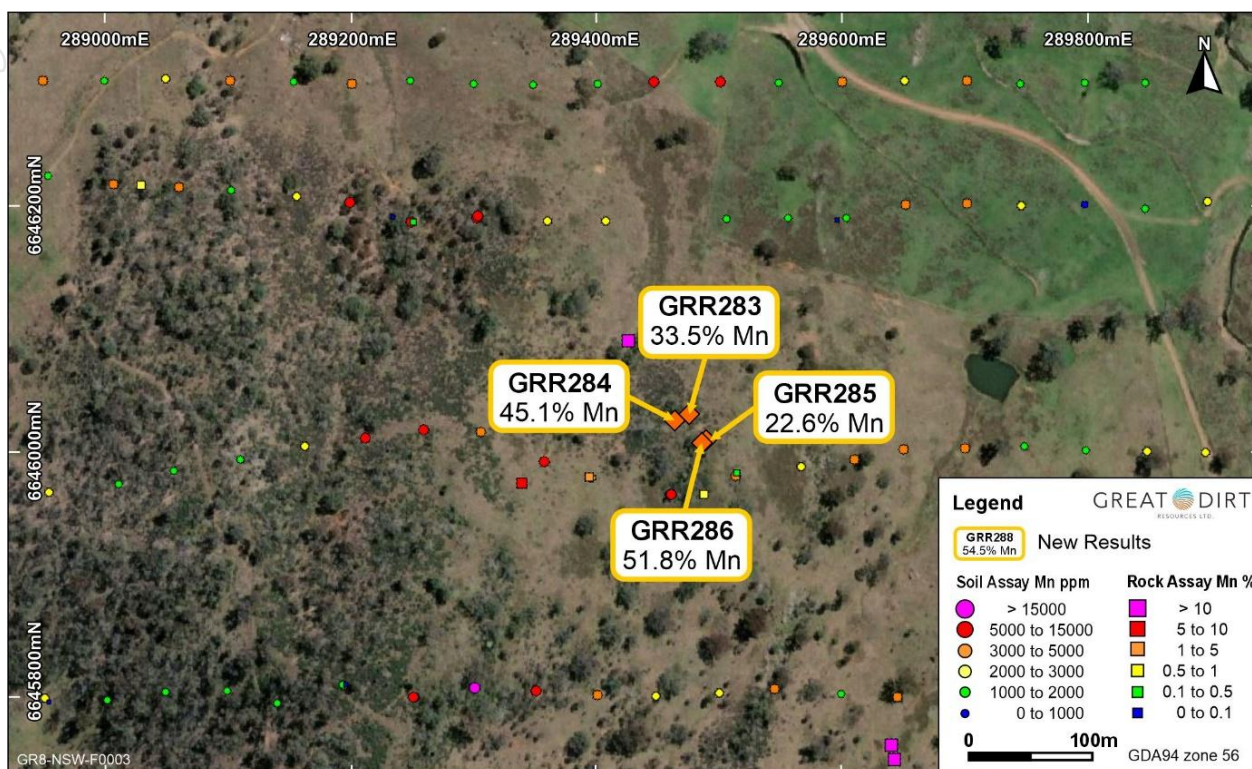 289000mE
289200mE
289400mE
289600mE
289800mE
N
6646200mN
6646000mN
6645800mN
GRR283
33.5% Mn
GRR284
45.1% Mn
GRR285
22.6% Mn
GRR286
51.8% Mn
Legend
GREAT DIRT
RESOURCES LTD.
GRR288
54.5% Mn
New Results
Soil Assay Mn ppm
> 15000
5000 to 15000
3000 to 5000
2000 to 3000
1000 to 2000
0 to 1000
Rock Assay Mn %
> 10
5 to 10
1 to 5
0.5 to 1
0.1 to 0.5
0 to 0.1
0 100m
GDA94 zone 56
GR8-NSW-F0003